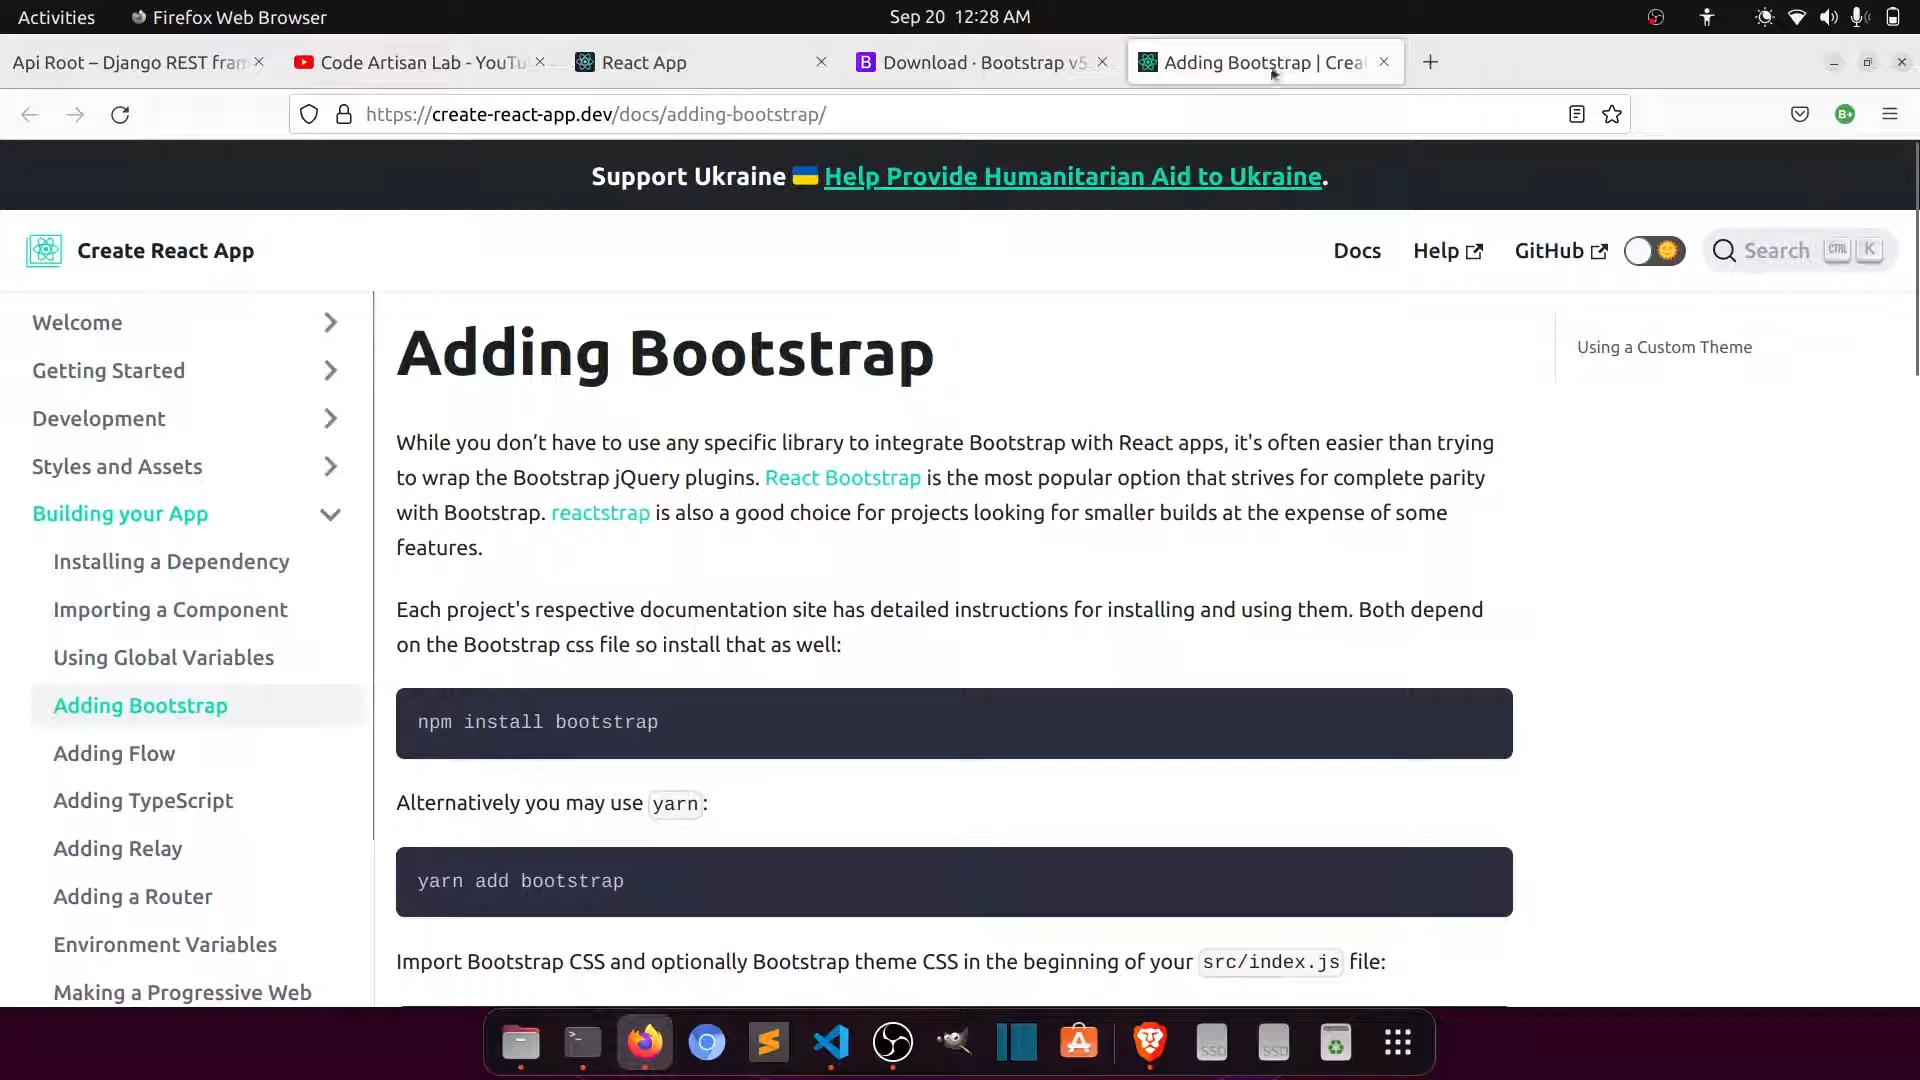 Activities
Firefox Web Browser
Sep 20 12:28 AM
Api Root – Django REST fram
Code Artisan Lab - YouTu
React App
Download · Bootstrap v5
Adding Bootstrap | Creat
https://create-react-app.dev/docs/adding-bootstrap/
B+
Support Ukraine 🇺🇦 Help Provide Humanitarian Aid to Ukraine.
Create React App
Docs
Help
GitHub
Search
CTRL K
Welcome
Getting Started
Development
Styles and Assets
Building your App
Installing a Dependency
Importing a Component
Using Global Variables
Adding Bootstrap
Adding Flow
Adding TypeScript
Adding Relay
Adding a Router
Environment Variables
Making a Progressive Web
Adding Bootstrap
While you don’t have to use any specific library to integrate Bootstrap with React apps, it's often easier than trying
to wrap the Bootstrap jQuery plugins. React Bootstrap is the most popular option that strives for complete parity
with Bootstrap. reactstrap is also a good choice for projects looking for smaller builds at the expense of some
features.
Each project's respective documentation site has detailed instructions for installing and using them. Both depend
on the Bootstrap css file so install that as well:
npm install bootstrap
Alternatively you may use yarn:
yarn add bootstrap
Import Bootstrap CSS and optionally Bootstrap theme CSS in the beginning of your src/index.js file:
Using a Custom Theme
SSD
SSD